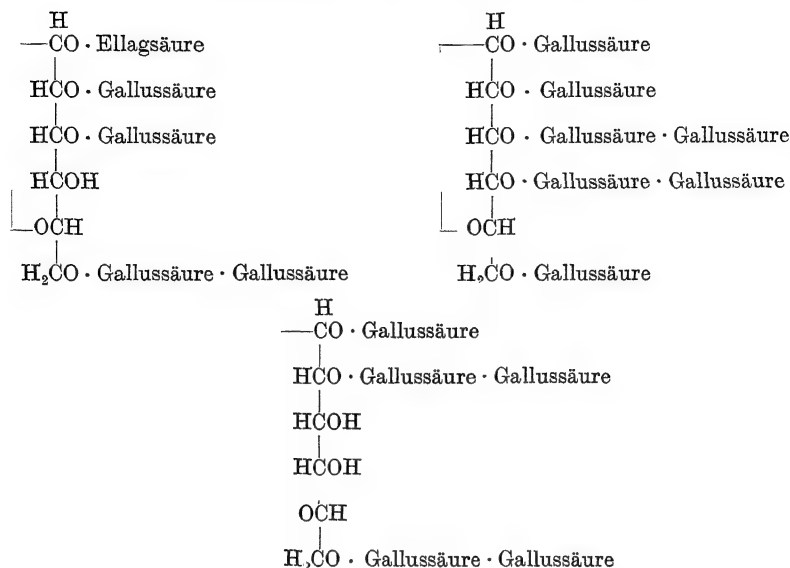 H
—CO · Ellagsäure
HCO · Gallussäure
HCO · Gallussäure
HCOH
—OCH
H₂CO · Gallussäure · Gallussäure
H
—CO · Gallussäure
HCO · Gallussäure
HCO · Gallussäure · Gallussäure
HCO · Gallussäure · Gallussäure
OCH
H₂CO · Gallussäure
H
—CO · Gallussäure
HCO · Gallussäure · Gallussäure
HCOH
HCOH
OCH
H₂CO · Gallussäure · Gallussäure